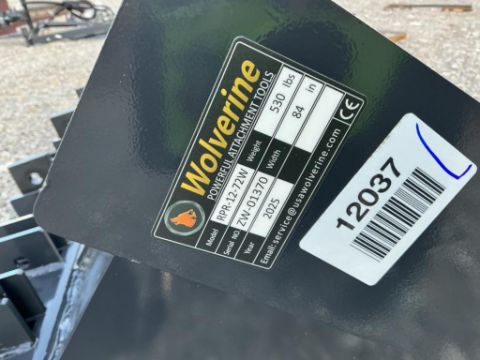 Wolverine
POWERFUL ATTACHMENT TOOLS
Model RPR-12-72W Weight 530 lbs
Serial NO ZW-01370 Width 84 in
Year 2025
Email:service@usawolverine.com CE
12037